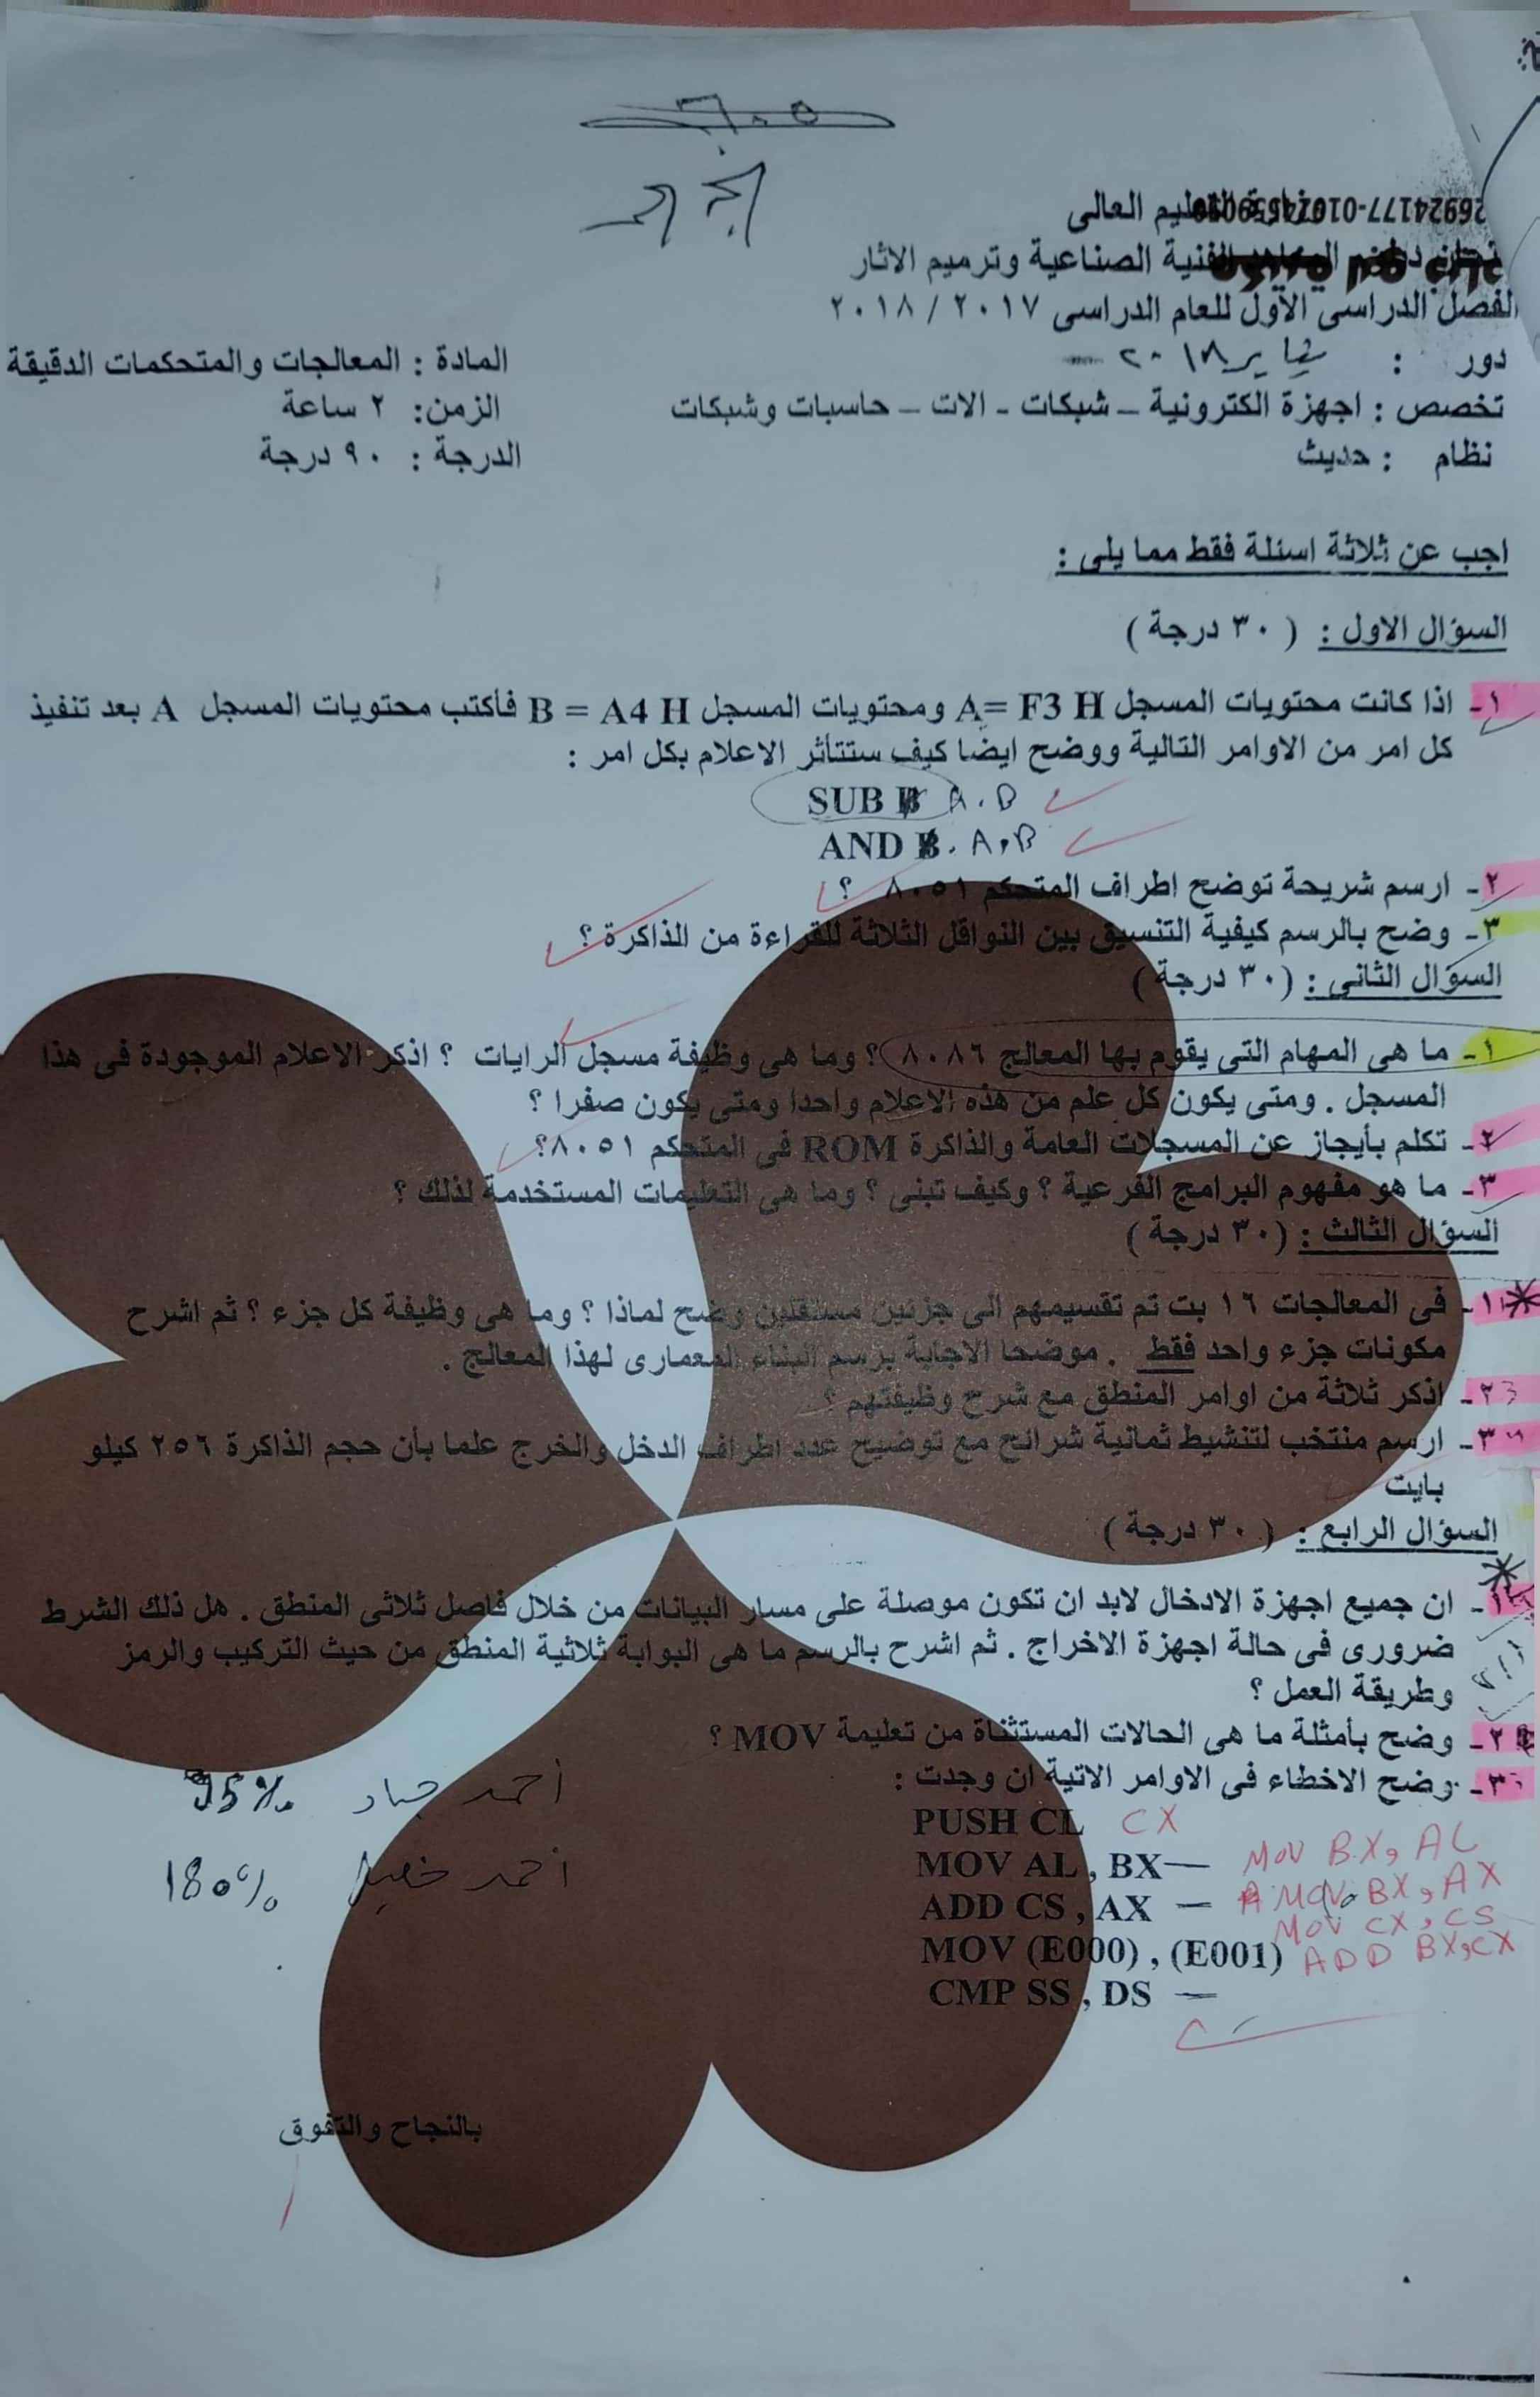 ٦٠٥
التعليم العالى
الفنية الصناعية وترميم الاثار
الفصل الدراسى الأول للعام الدراسى ٢٠١٧ / ٢٠١٨
دور : يناير ٢٠١٨
المادة : المعالجات والمتحكمات الدقيقة
تخصص : اجهزة الكترونية – شبكات - الات – حاسبات وشبكات
الزمن: ٢ ساعة
نظام : حديث
الدرجة : ٩٠ درجة
اجب عن ثلاثة اسئلة فقط مما يلى :
السؤال الاول : ( ٣٠ درجة )
١- اذا كانت محتويات المسجل A= F3 H ومحتويات المسجل B = A4 H فأكتب محتويات المسجل A بعد تنفيذ
كل امر من الاوامر التالية ووضح ايضا كيف ستتأثر الاعلام بكل امر :
SUB B A.B
AND B. A,B
٢- ارسم شريحة توضح اطراف المتحكم ٨٠٥١ ؟
٣- وضح بالرسم كيفية التنسيق بين النواقل الثلاثة للقراءة من الذاكرة ؟
السؤال الثانى : (٣٠ درجة )
١- ما هى المهام التى يقوم بها المعالج ٨٠٨٦ ؟ وما هى وظيفة مسجل الرايات ؟ اذكر الاعلام الموجودة فى هذا
المسجل . ومتى يكون كل علم من هذه الاعلام واحدا ومتى يكون صفرا ؟
٢- تكلم بأيجاز عن المسجلات العامة والذاكرة ROM فى المتحكم ٨٠٥١؟
٣- ما هو مفهوم البرامج الفرعية ؟ وكيف تبنى ؟ وما هى التعليمات المستخدمة لذلك ؟
السؤال الثالث : (٣٠ درجة )
١- فى المعالجات ١٦ بت تم تقسيمهم الى جزئين مستقلين وضح لماذا ؟ وما هى وظيفة كل جزء ؟ ثم اشرح
مكونات جزء واحد فقط . موضحا الاجابة برسم البناء المعمارى لهذا المعالج .
٢- اذكر ثلاثة من اوامر المنطق مع شرح وظيفتهم ؟
٣- ارسم منتخب لتنشيط ثمانية شرائح مع توضيح عدد اطراف الدخل والخرج علما بأن حجم الذاكرة ٢٥٦ كيلو
بايت
السؤال الرابع : ( ٣٠ درجة )
١- ان جميع اجهزة الادخال لابد ان تكون موصلة على مسار البيانات من خلال فاصل ثلاثى المنطق . هل ذلك الشرط
ضرورى فى حالة اجهزة الاخراج . ثم اشرح بالرسم ما هى البوابة ثلاثية المنطق من حيث التركيب والرمز
وطريقة العمل ؟
٢- وضح بأمثلة ما هى الحالات المستثناة من تعليمة MOV ؟
٣- وضح الاخطاء فى الاوامر الاتية ان وجدت :
أحمد جاد 95%
PUSH CL CX
MOV AL , BX— MOV BX, AL
أحمد 180%
ADD CS , AX — MOV BX, AX
MOV CX, CS
MOV (E000) , (E001) ADD BX,CX
CMP SS , DS —
بالنجاح والتفوق